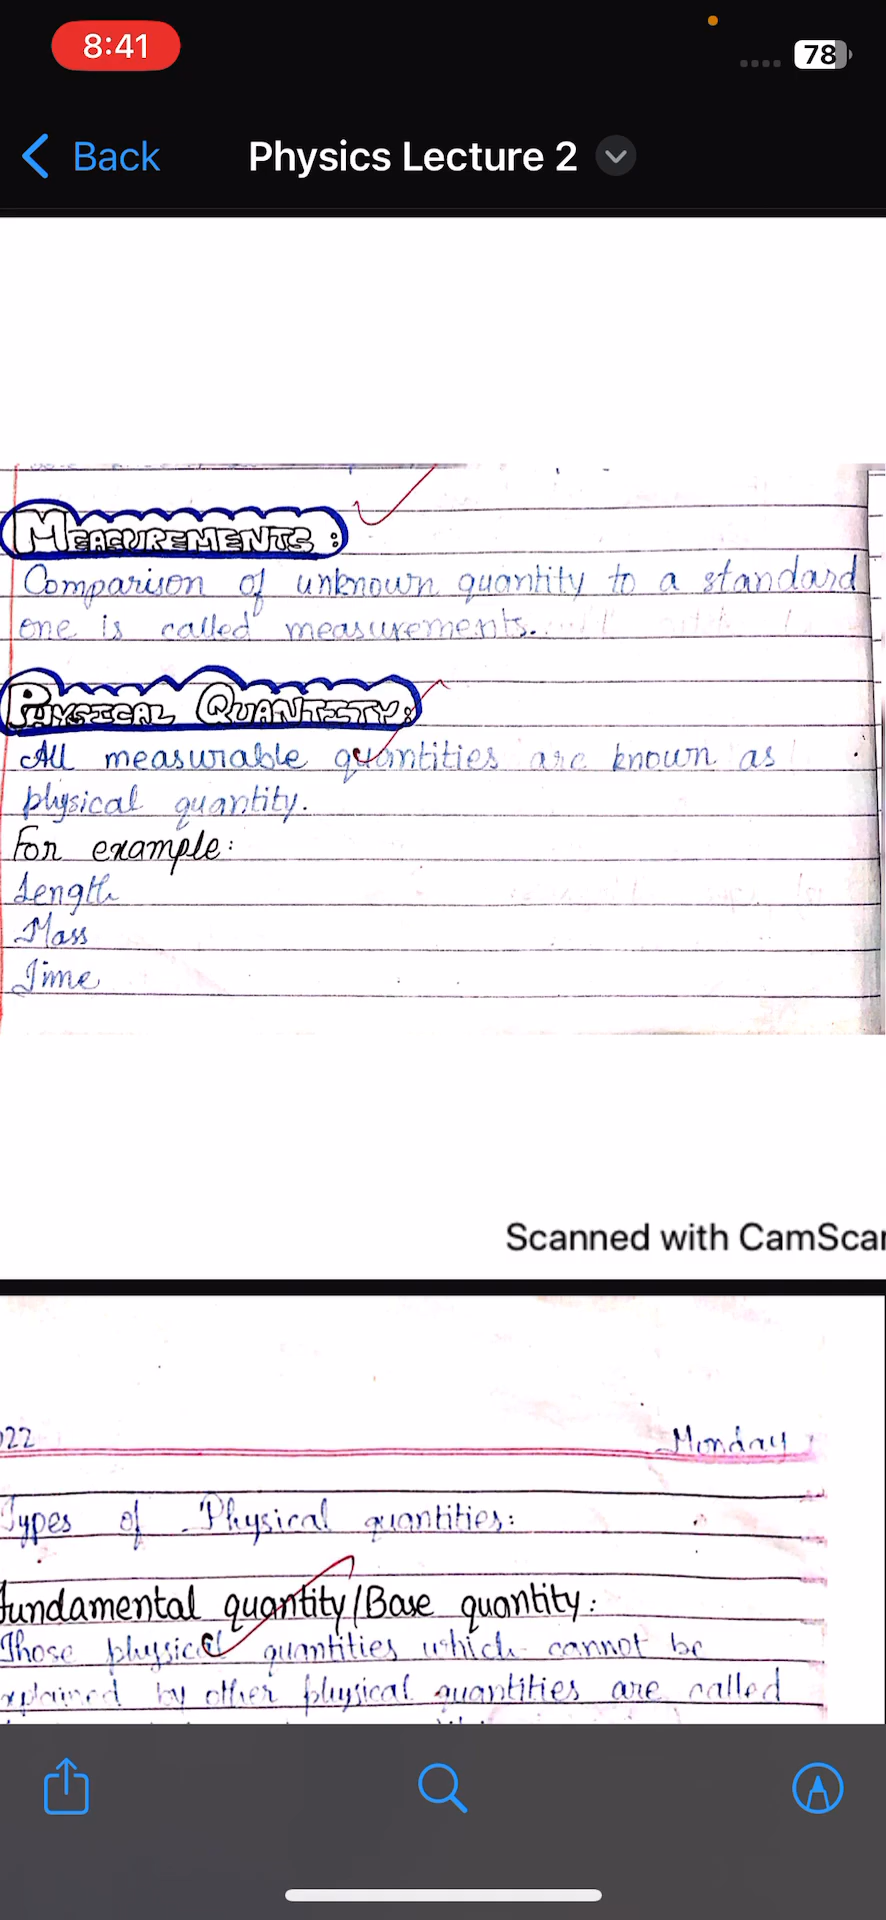 8:41
78
Back
Physics Lecture 2
MEASUREMENTS :
Comparison of unknown quantity to a standard
one is called measurements.
PHYSICAL QUANTITY:
All measurable quantities are known as
physical quantity.
For example:
Length
Mass
Time
Scanned with CamScan
022
Monday
Types of Physical quantities:
fundamental quantity/Base quantity:
Those physical quantities which cannot be
xplained by other physical quantities are called